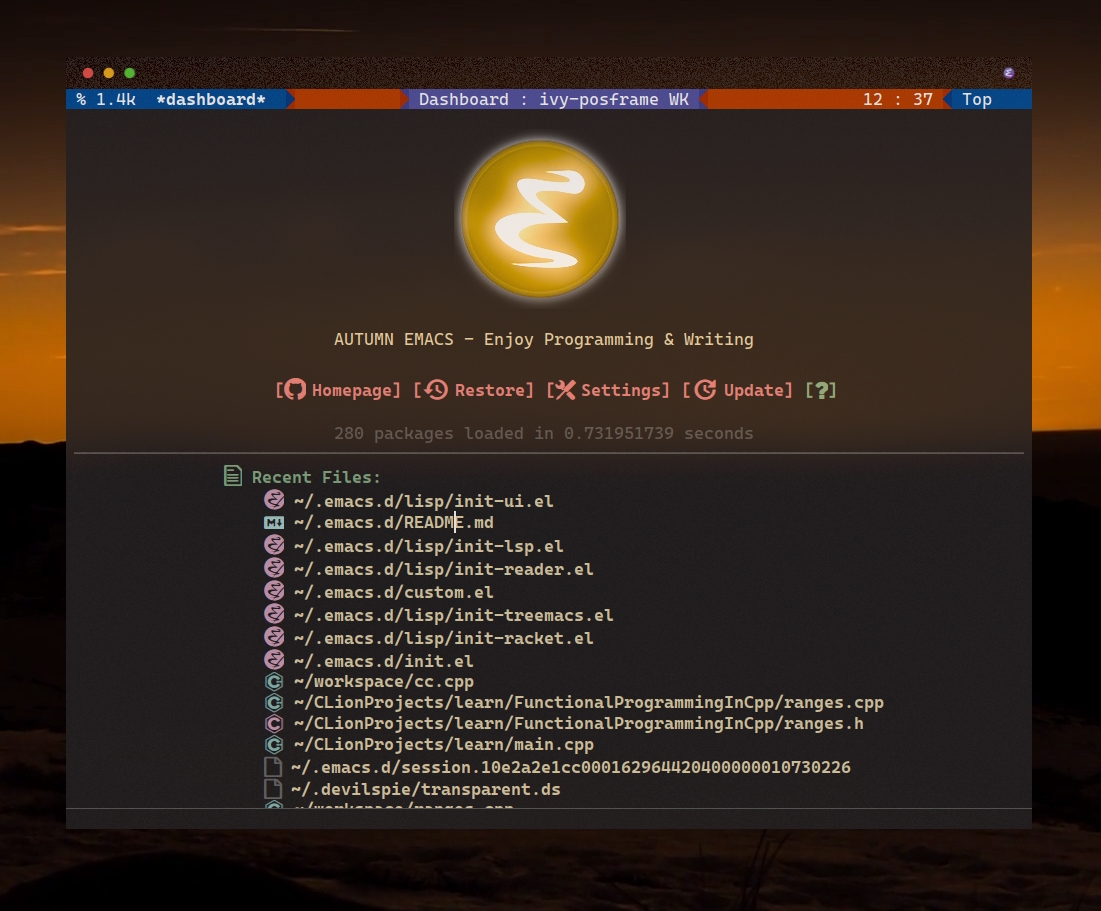 % 1.4k *dashboard* Dashboard : ivy-posframe WK 12 : 37 Top
AUTUMN EMACS - Enjoy Programming & Writing
[Homepage] [Restore] [Settings] [Update] [?]
280 packages loaded in 0.731951739 seconds
Recent Files:
~/.emacs.d/lisp/init-ui.el
M↓ ~/.emacs.d/README.md
~/.emacs.d/lisp/init-lsp.el
~/.emacs.d/lisp/init-reader.el
~/.emacs.d/custom.el
~/.emacs.d/lisp/init-treemacs.el
~/.emacs.d/lisp/init-racket.el
~/.emacs.d/init.el
~/workspace/cc.cpp
~/CLionProjects/learn/FunctionalProgrammingInCpp/ranges.cpp
~/CLionProjects/learn/FunctionalProgrammingInCpp/ranges.h
~/CLionProjects/learn/main.cpp
~/.emacs.d/session.10e2a2e1cc0001629644204000000010730226
~/.devilspie/transparent.ds
~/workspace/ranges.cpp